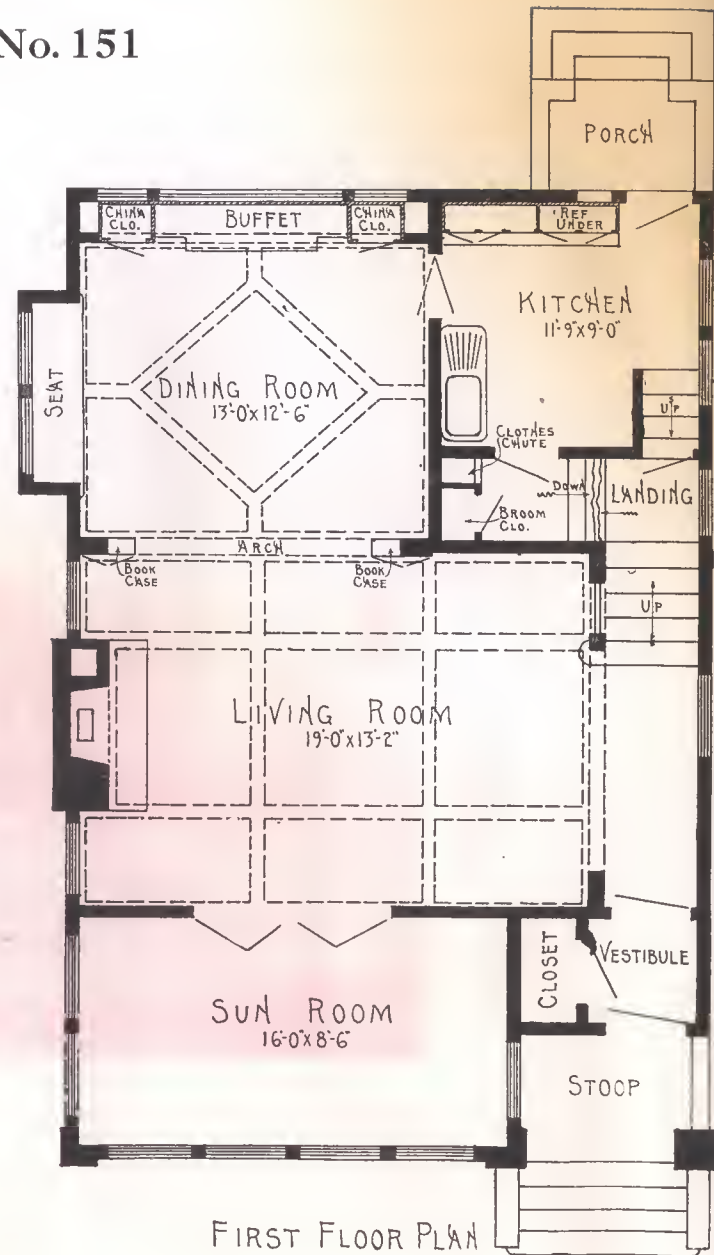 No. 151
PORCH
CHINA
CLO.
BUFFET
CHINA
CLO.
REF
UNDER
KITCHEN
11'-9"x9'-0"
SEAT
DINING ROOM
13'-0"x12'-6"
UP
CLOTHES
CHUTE
DOWN
LANDING
BROOM
CLO.
ARCH
BOOK
CASE
BOOK
CASE
UP
LIVING ROOM
19'-0"x13'-2"
CLOSET
VESTIBULE
SUN ROOM
16'-0"x8'-6"
STOOP
FIRST FLOOR PLAN